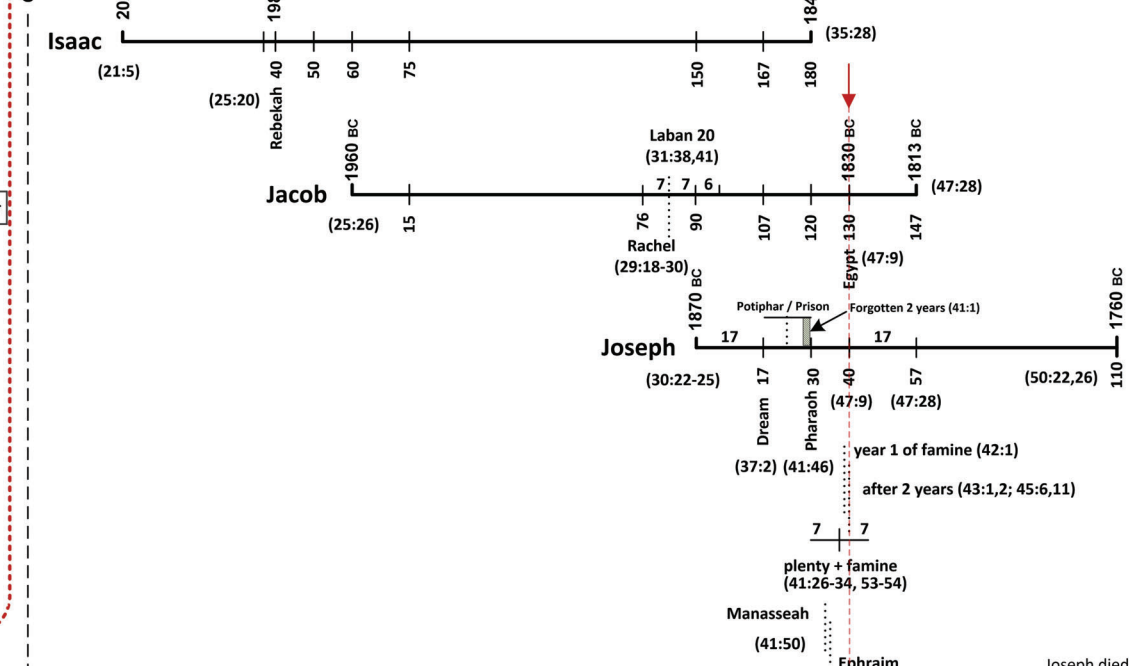 20
198
184
Isaac
(35:28)
(21:5)
40
50
60
75
150
167
180
(25:20)
Rebekah
1960 BC
Laban 20
(31:38,41)
1830 BC
1813 BC
7 7 6
Jacob
(47:28)
(25:26)
15
76
90
107
120
130
147
Rachel
(29:18-30)
Egypt
(47:9)
1870 BC
1760 BC
Potiphar / Prison
Forgotten 2 years (41:1)
17
17
Joseph
(30:22-25)
17
30
40
57
(50:22,26)
110
Dream
Pharaoh
(47:9)
(47:28)
(37:2)
(41:46)
year 1 of famine (42:1)
after 2 years (43:1,2; 45:6,11)
7 7
plenty + famine
(41:26-34, 53-54)
Manasseah
(41:50)
Ephraim
Joseph died